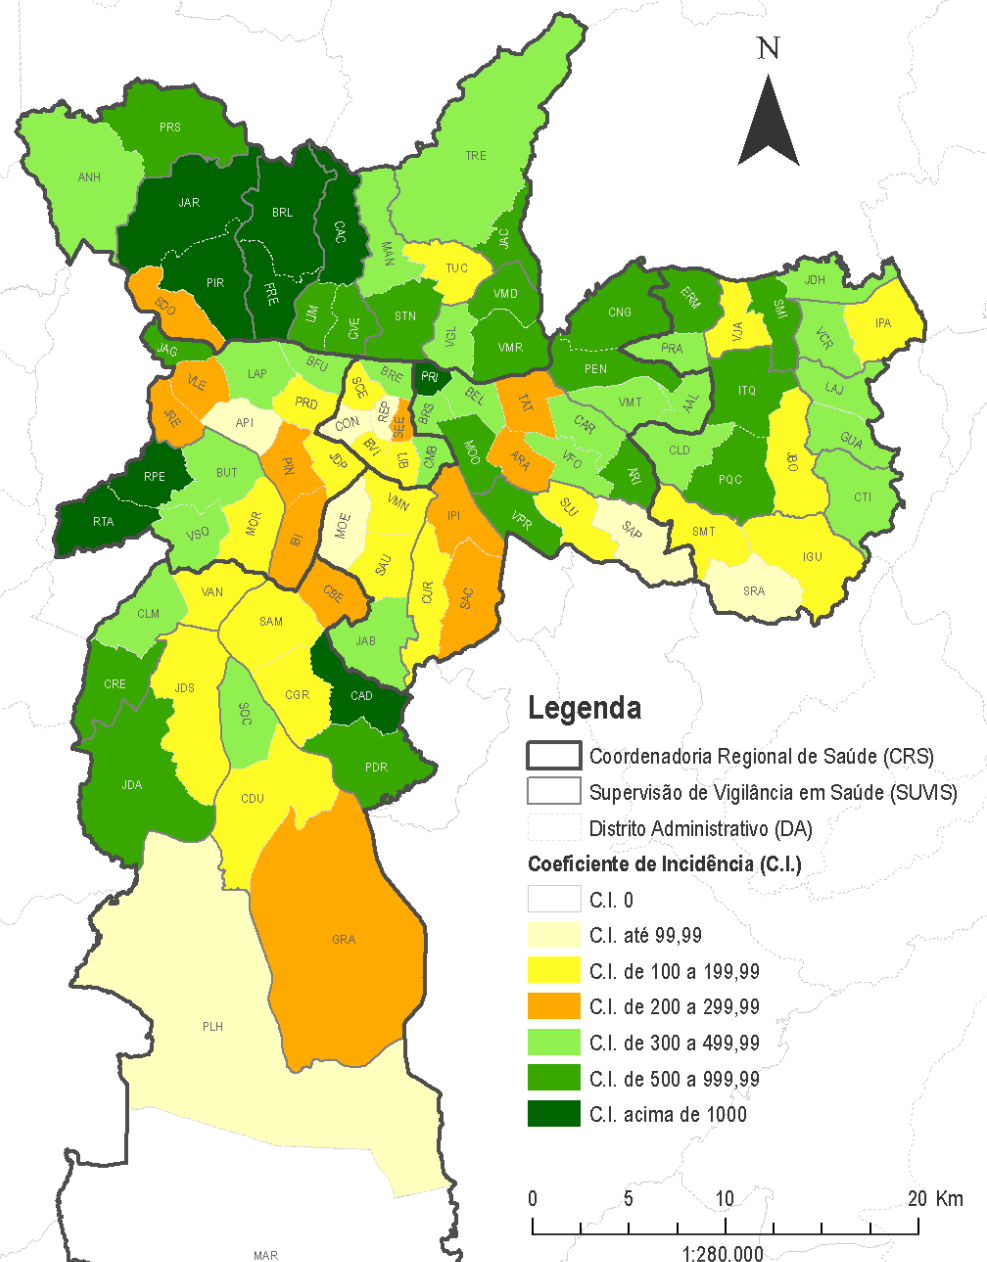 N
PRS
TRE
ANH
JAR
BRL
CAC
JAC
MAN
TUC
PIR
FRE
BDO
VMD
JDH
ERM
SMI
IPA
CNG
LIM
CVE
STN
VGL
VJA
VCR
VMR
JAG
PRA
LAP
BFU
BRE
PRI
PEN
VLE
SCE
BEL
TAT
ITQ
LAJ
PRD
REP
SEE
BRS
VMT
AAL
JRE
API
CON
CAR
GUA
BVI
LIB
CMB
MOO
ARA
VFO
CLD
JBO
PIN
JDP
RPE
BUT
ARI
PQC
CTI
VMN
MOE
IPI
VPR
SLU
SAP
RTA
VSO
MOR
IBI
SMT
IGU
SAU
CUR
SAC
SRA
VAN
CBE
CLM
SAM
JAB
CRE
JDS
SOC
CGR
CAD
JDA
CDU
PDR
GRA
PLH
MAR
Legenda
Coordenadoria Regional de Saúde (CRS)
Supervisão de Vigilância em Saúde (SUVIS)
Distrito Administrativo (DA)
Coeficiente de Incidência (C.I.)
C.I. 0
C.I. até 99,99
C.I. de 100 a 199,99
C.I. de 200 a 299,99
C.I. de 300 a 499,99
C.I. de 500 a 999,99
C.I. acima de 1000
0 5 10 20 Km
1:280.000